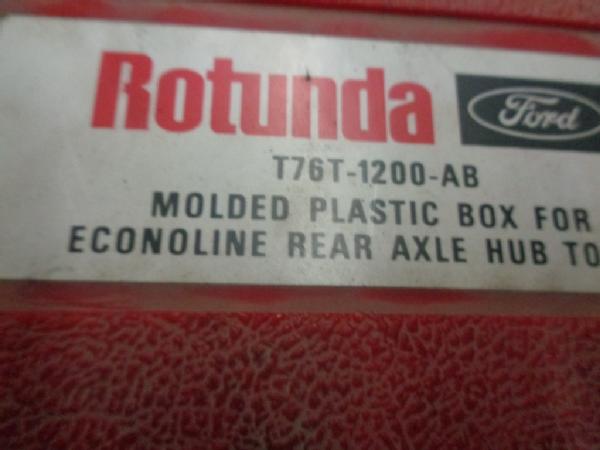 Rotunda
Ford
T76T-1200-AB
MOLDED PLASTIC BOX FOR
ECONOLINE REAR AXLE HUB